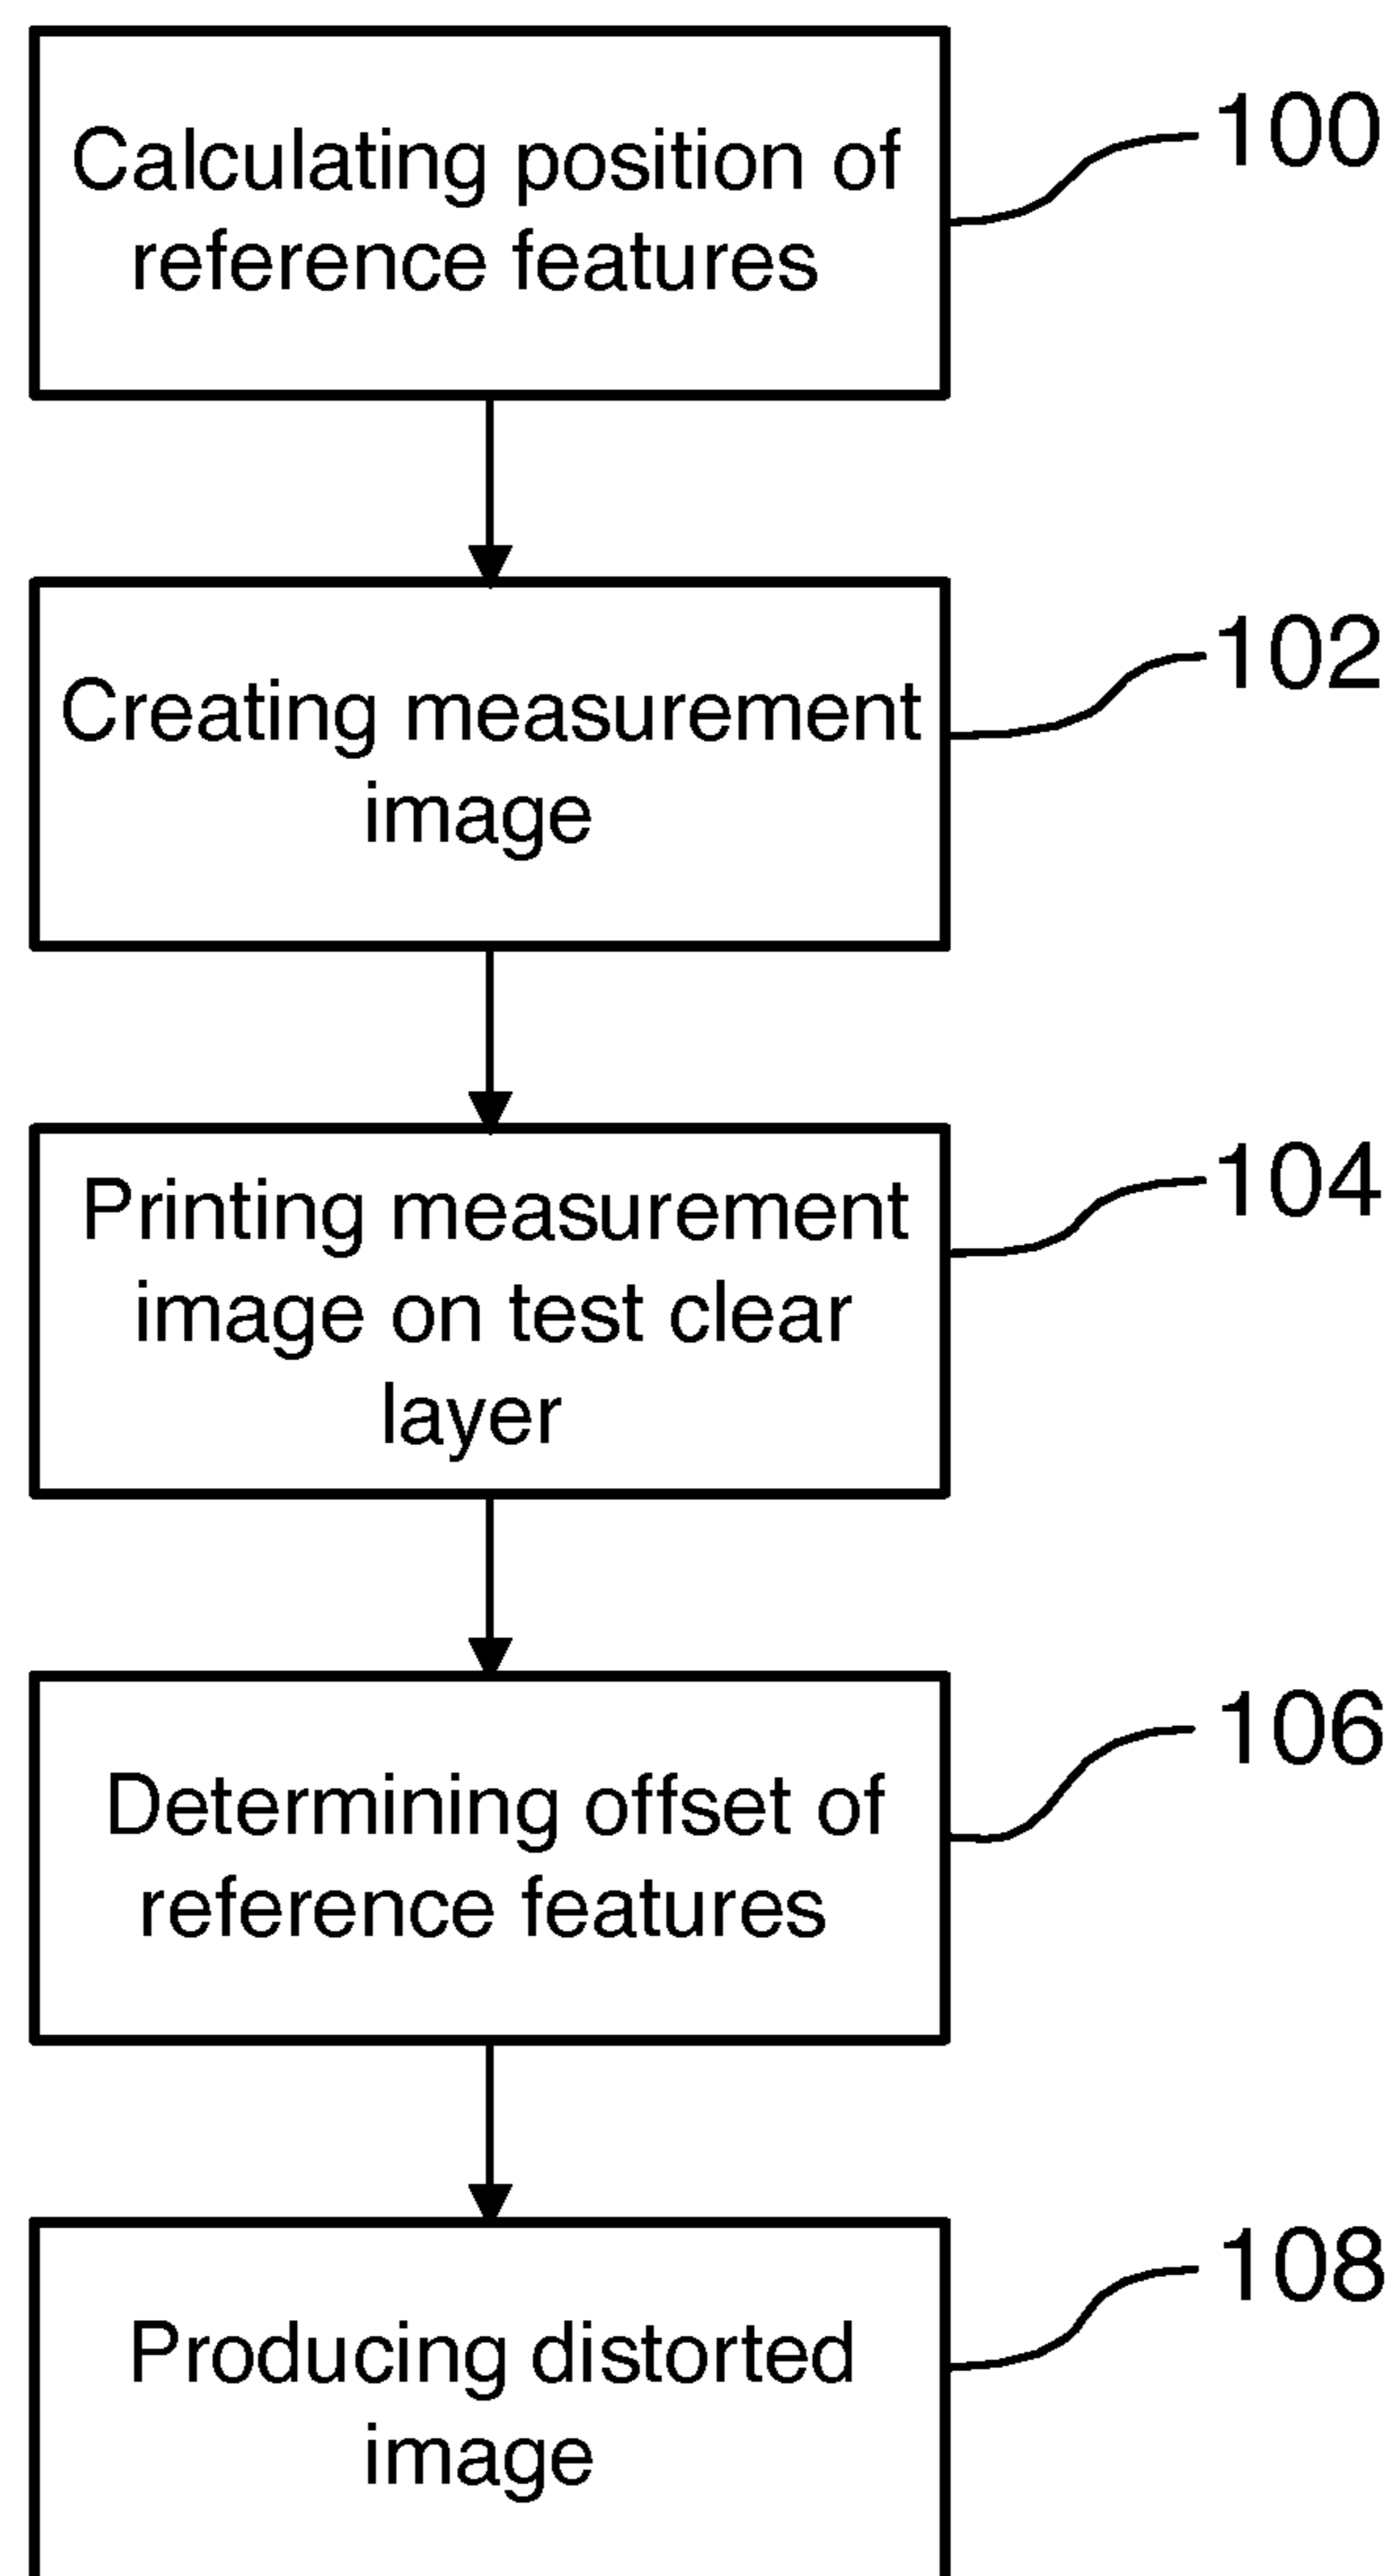 Calculating position of
reference features
100
Creating measurement
image
102
Printing measurement
image on test clear
layer
104
Determining offset of
reference features
106
Producing distorted
image
108